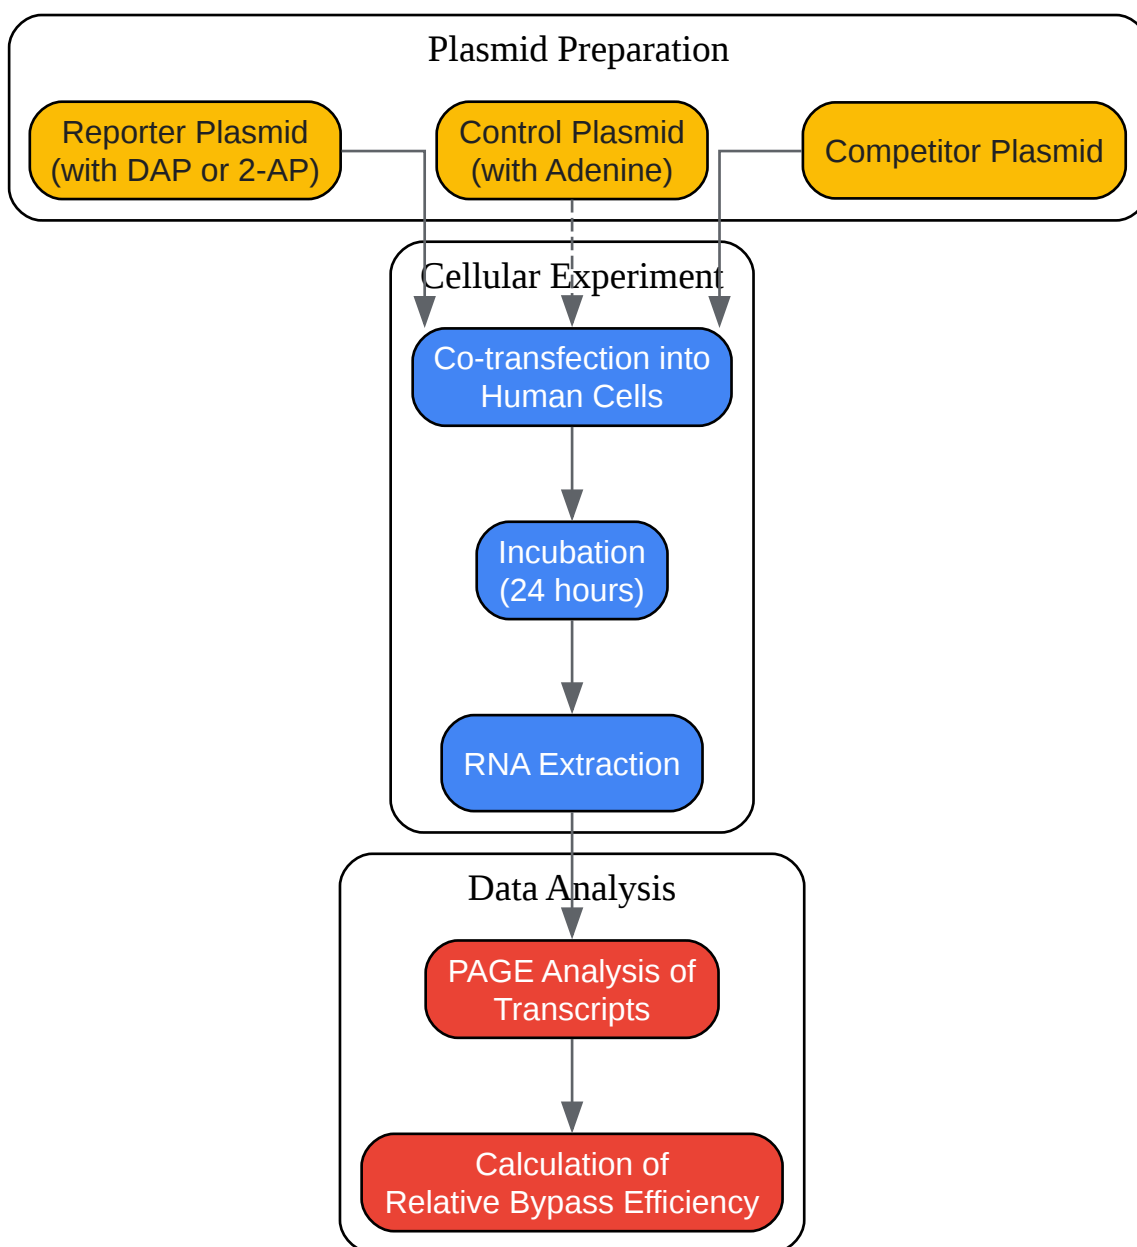 Plasmid Preparation
Reporter Plasmid
(with DAP or 2-AP)
Control Plasmid
(with Adenine)
Competitor Plasmid
Cellular Experiment
Co-transfection into
Human Cells
Incubation
(24 hours)
RNA Extraction
Data Analysis
PAGE Analysis of
Transcripts
Calculation of
Relative Bypass Efficiency